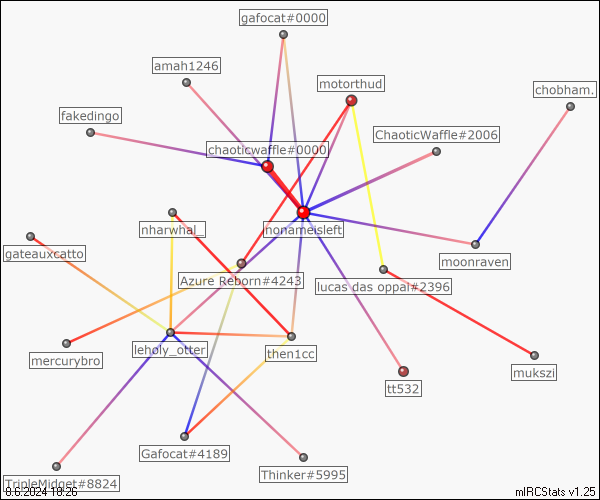 gafocat#0000
amah1246
motorthud
chobham.
fakedingo
ChaoticWaffle#2006
chaoticwaffle#0000
nharwhal_
nonameisleft
gateauxcatto
moonraven
Azure Reborn#4243
lucas das oppai#2396
leholy_otter
then1cc
mercurybro
mukszi
tt532
Gafocat#4189
Thinker#5995
TripleMidget#8824
8.6.2024 18:26
mIRCStats v1.25